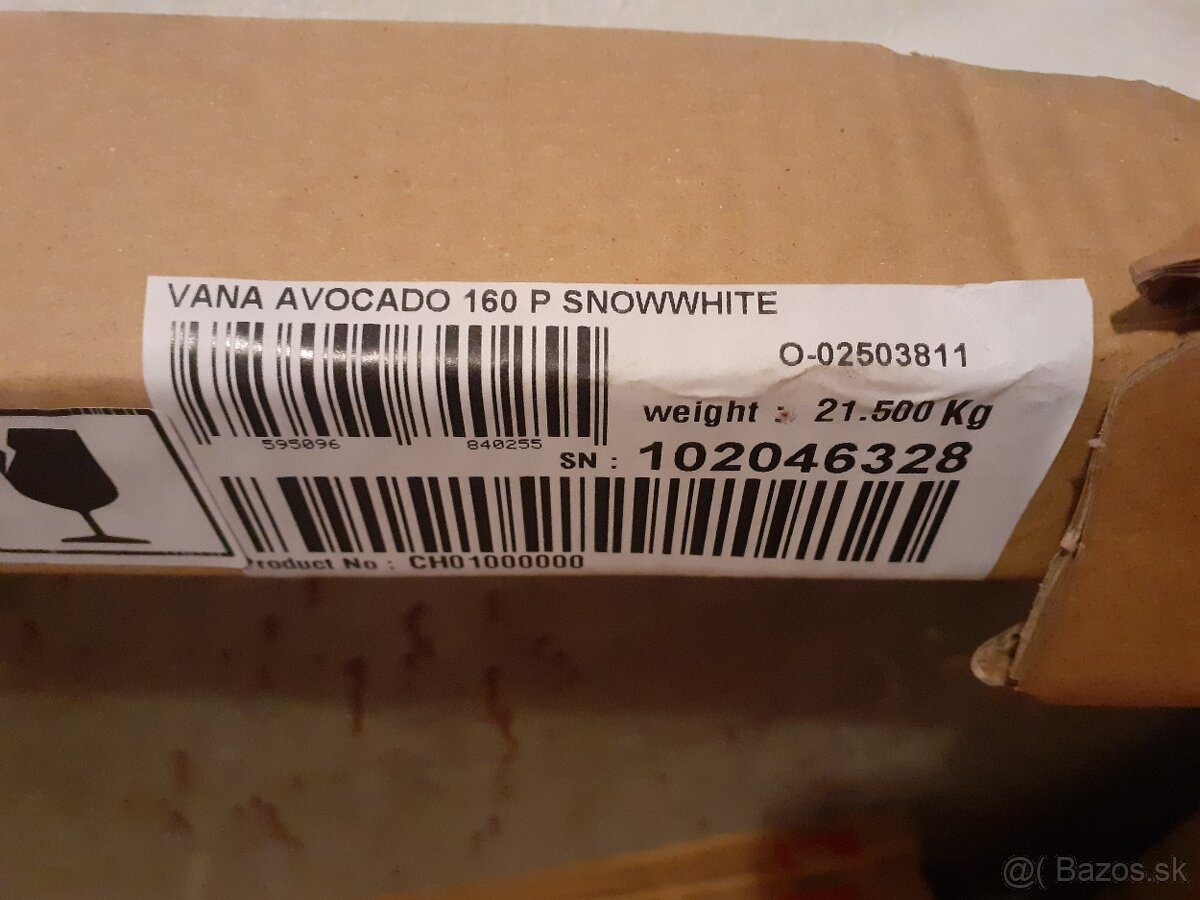 VANA AVOCADO 160 P SNOWWHITE
O-02503811
weight : 21.500 Kg
595096 840255
SN : 102046328
Product No : CH01000000
@( Bazos.sk